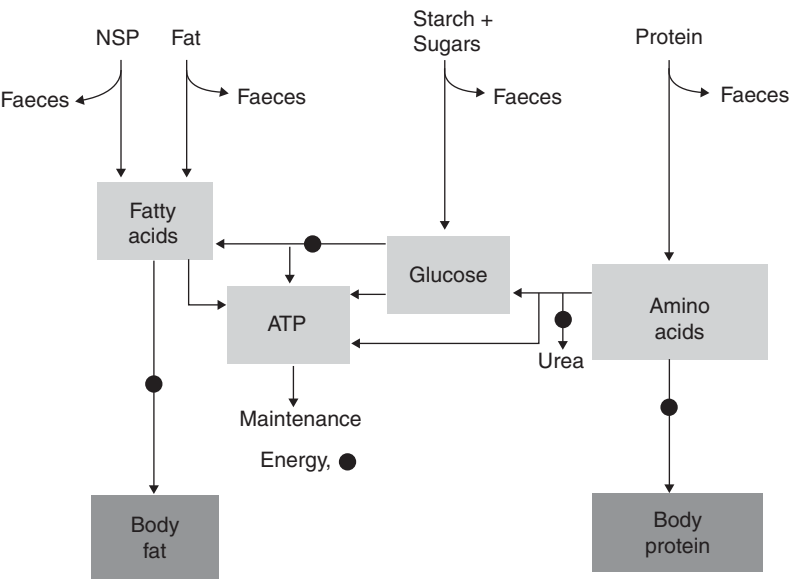 NSP
Fat
Starch +
Sugars
Protein
Faeces
Faeces
Faeces
Faeces
Fatty
acids
Glucose
Amino
acids
ATP
Urea
Maintenance
Energy,
Body
fat
Body
protein